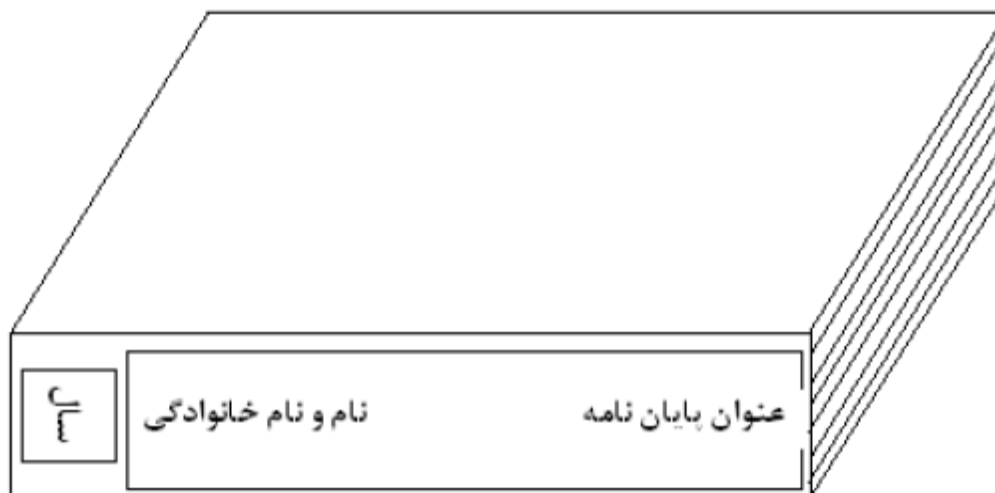 عنوان پایان نامه
نام و نام خانوادگی
سال